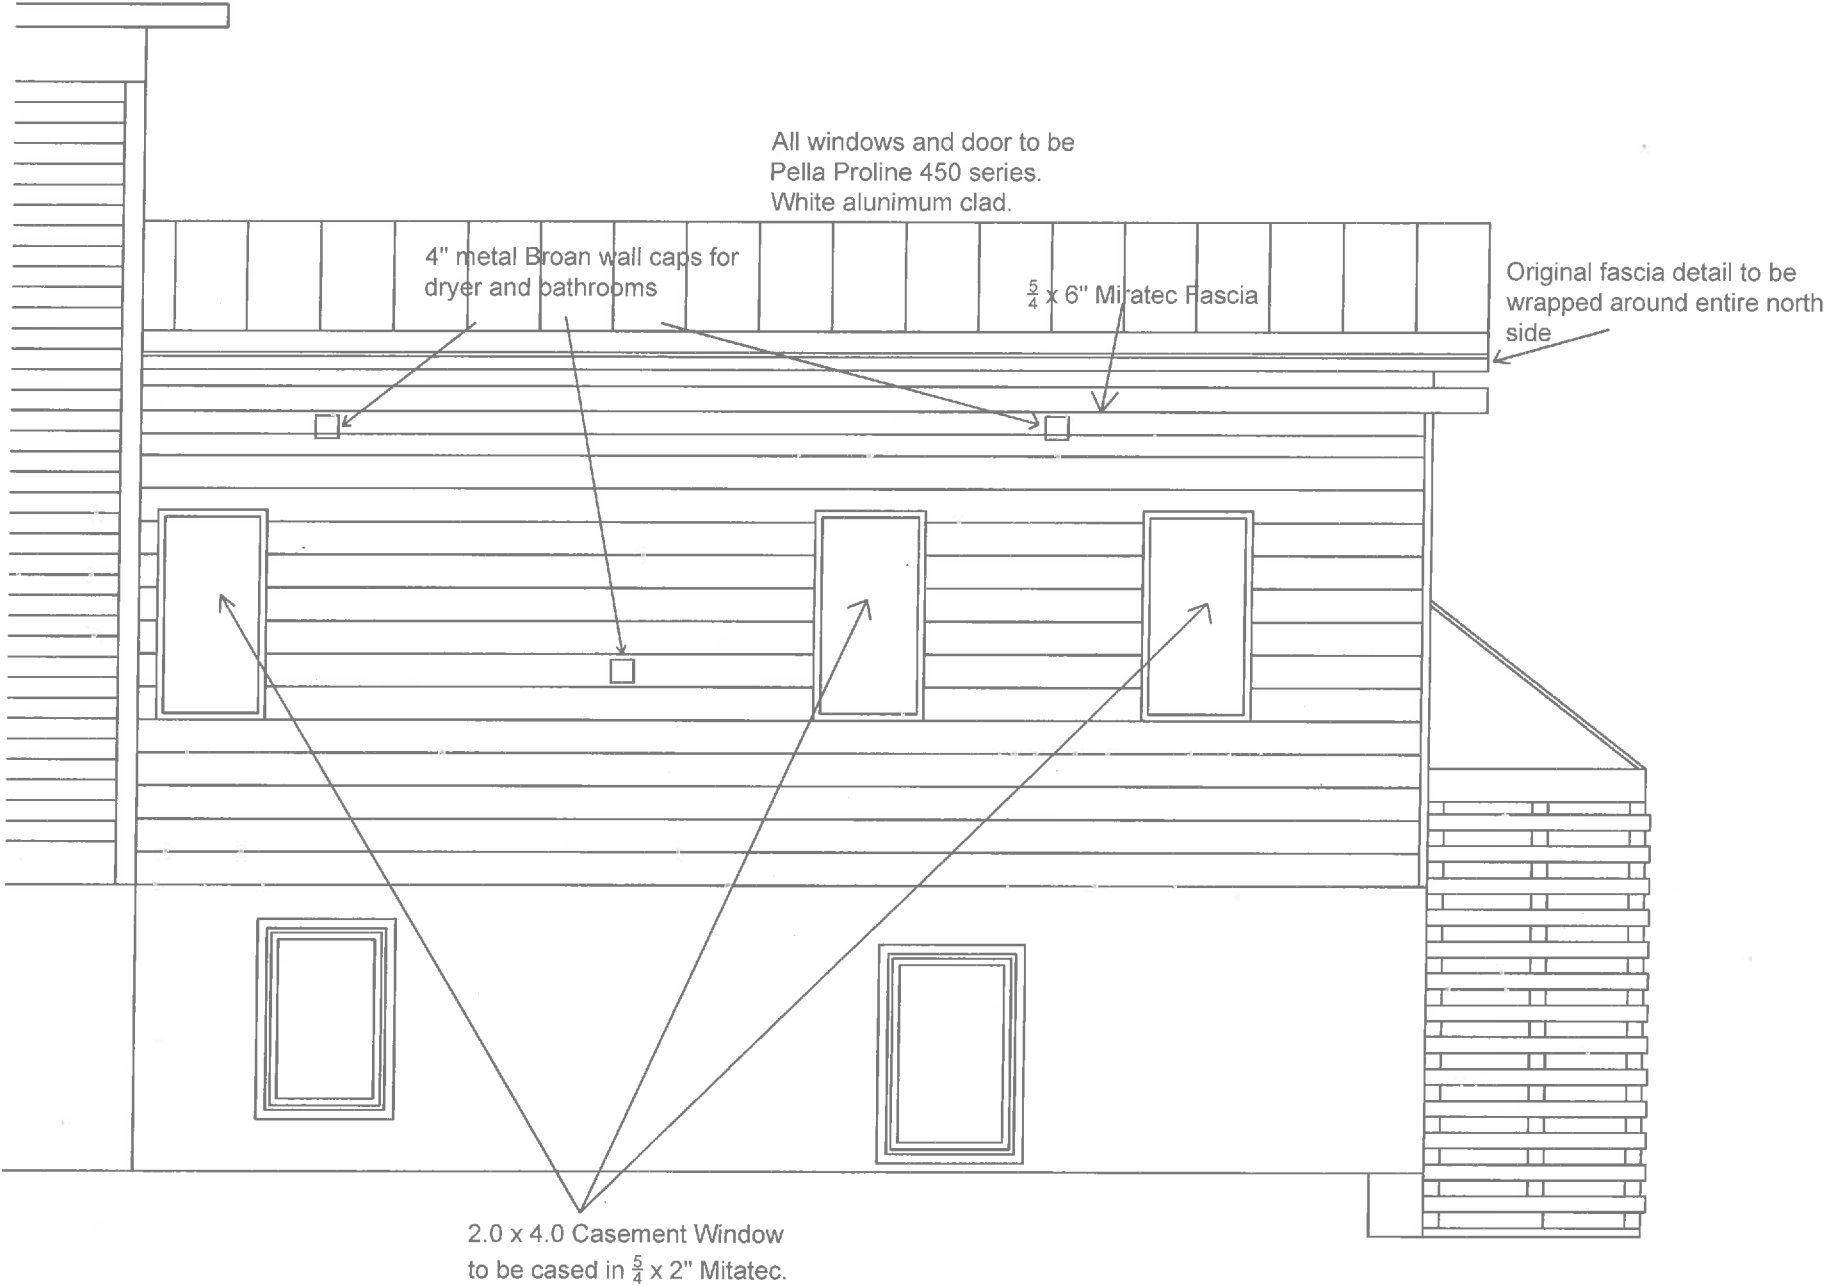 All windows and door to be
Pella Proline 450 series.
White alunimum clad.
4" metal Broan wall caps for
dryer and bathrooms
5/4 x 6" Miratec Fascia
Original fascia detail to be
wrapped around entire north
side
2.0 x 4.0 Casement Window
to be cased in 5/4 x 2" Mitatec.